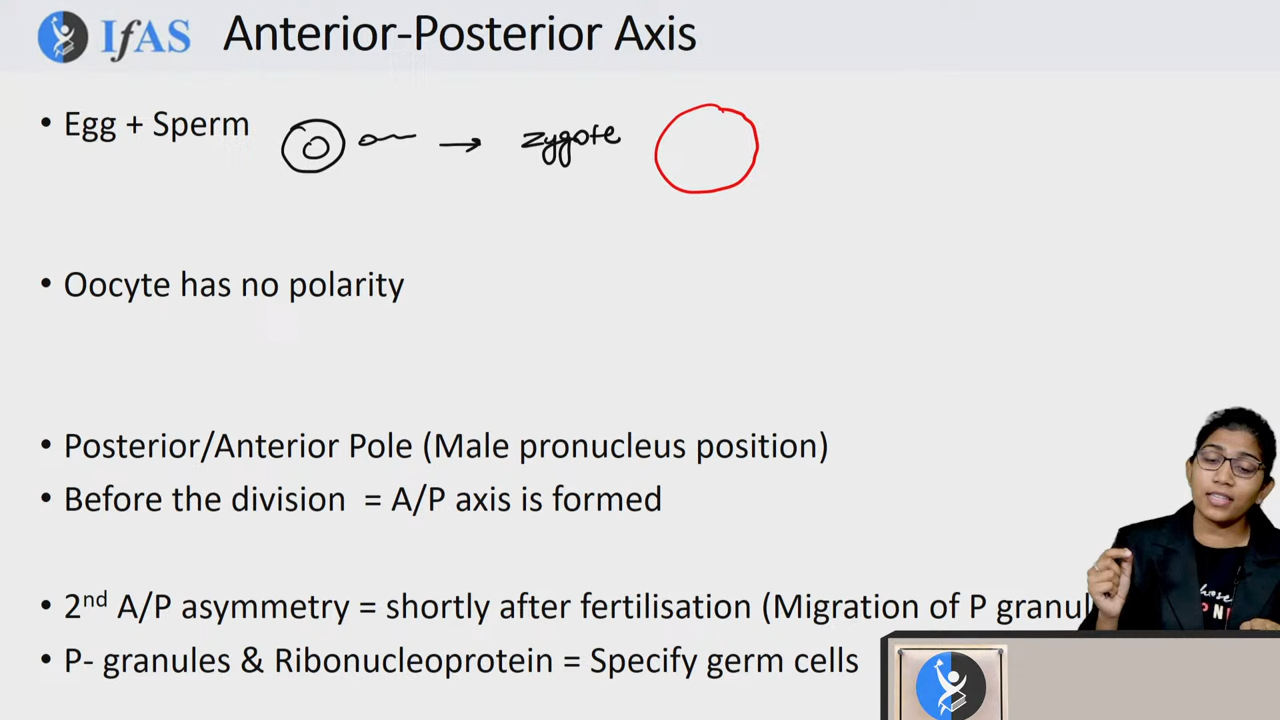 IfAS Anterior-Posterior Axis
• Egg + Sperm → zygote
• Oocyte has no polarity
• Posterior/Anterior Pole (Male pronucleus position)
• Before the division = A/P axis is formed
• 2nd A/P asymmetry = shortly after fertilisation (Migration of P granul
• P- granules & Ribonucleoprotein = Specify germ cells